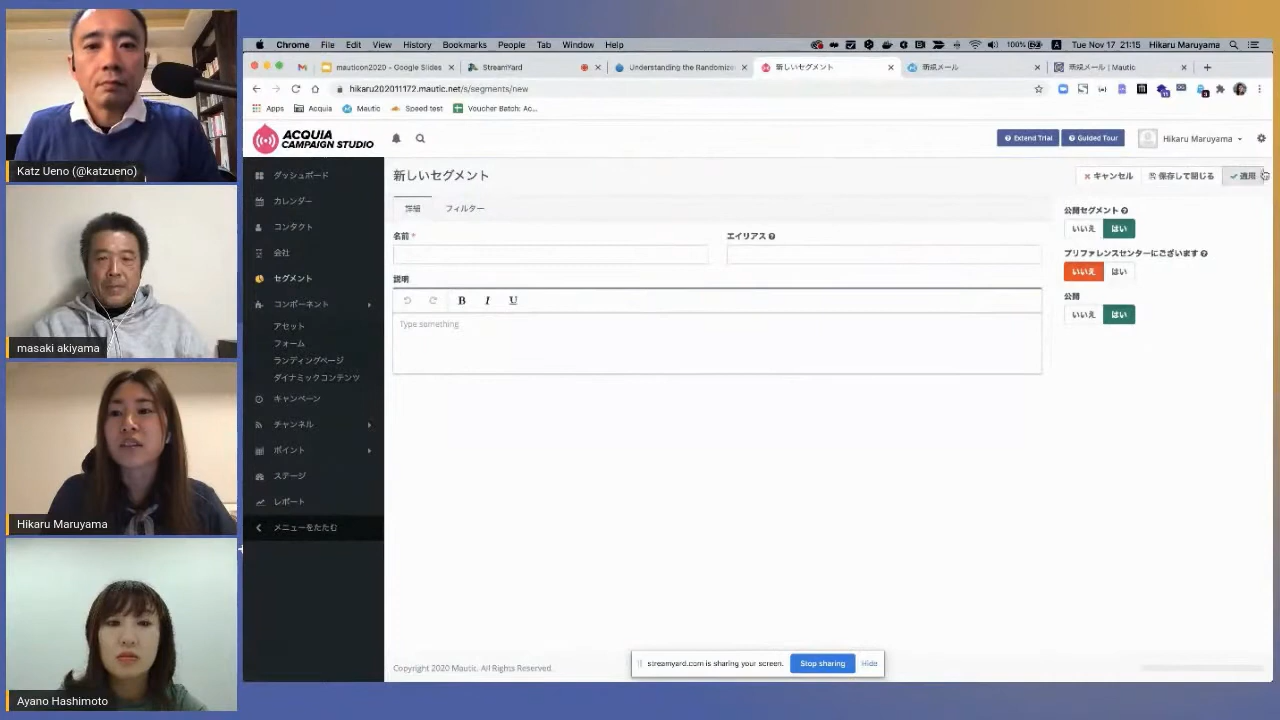 Katz Ueno (@katzueno)
masaki akiyama
Hikaru Maruyama
Ayano Hashimoto
Chrome File Edit View History Bookmarks People Tab Window Help
100% Tue Nov 17 21:15 Hikaru Maruyama
mauticon2020 - Google Slides
StreamYard
Understanding the Randomize
新しいセグメント
新規メール
新規メール | Mautic
hikaru202011172.mautic.net/s/segments/new
Apps Acquia Mautic Speed test Voucher Batch: Ac...
ACQUIA
CAMPAIGN STUDIO
Extend Trial
Guided Tour
Hikaru Maruyama
ダッシュボード
カレンダー
コンタクト
会社
セグメント
コンポーネント
アセット
フォーム
ランディングページ
ダイナミックコンテンツ
キャンペーン
チャンネル
ポイント
ステージ
レポート
メニューをたたむ
新しいセグメント
キャンセル 保存して閉じる 適用
詳細 フィルター
名前 *
エイリアス
説明
B I U
Type something
公開セグメント
いいえ はい
プリファレンスセンターにございます
いいえ はい
公開
いいえ はい
Copyright 2020 Mautic. All Rights Reserved.
streamyard.com is sharing your screen. Stop sharing Hide